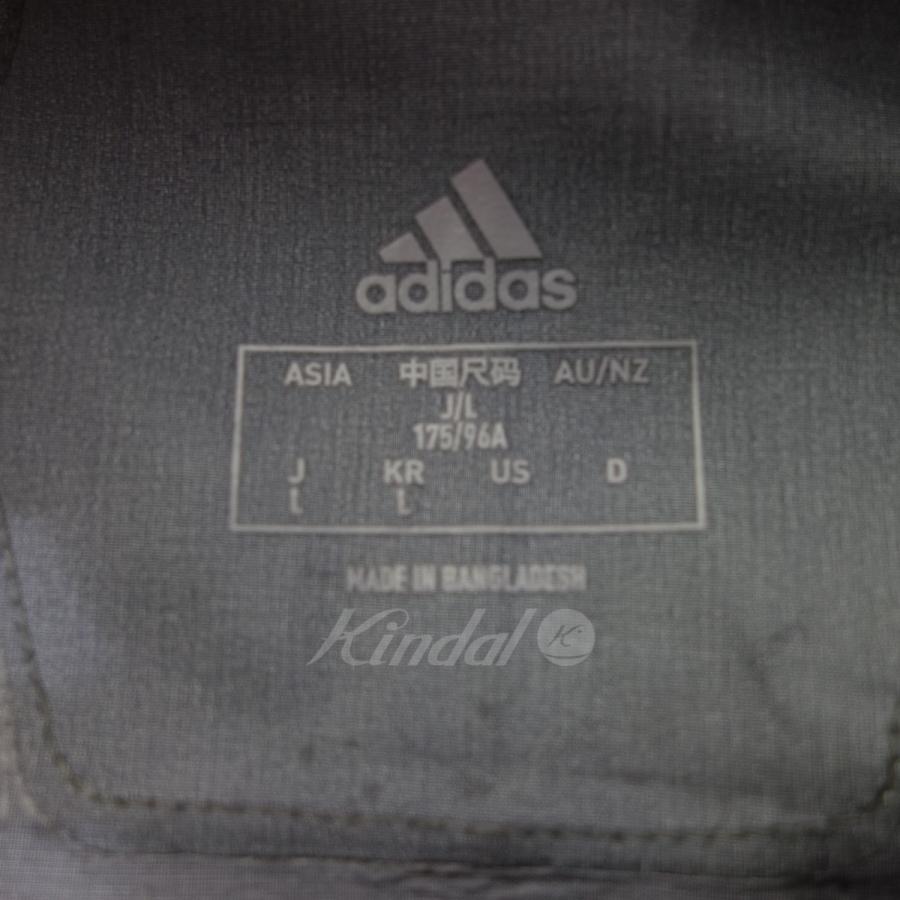 adidas
ASIA 中国尺码 AU/NZ
J/L
175/96A
J KR US D
L L
MADE IN BANGLADESH
Kindal K